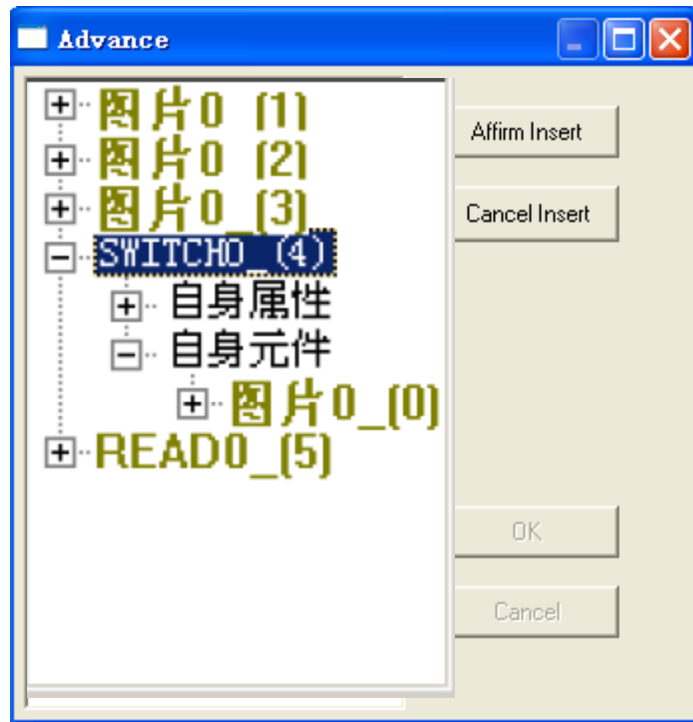 Advance
图片0_(1)
图片0_(2)
图片0_(3)
SWITCH0_(4)
自身属性
自身元件
图片0_(0)
READ0_(5)
Affirm Insert
Cancel Insert
OK
Cancel